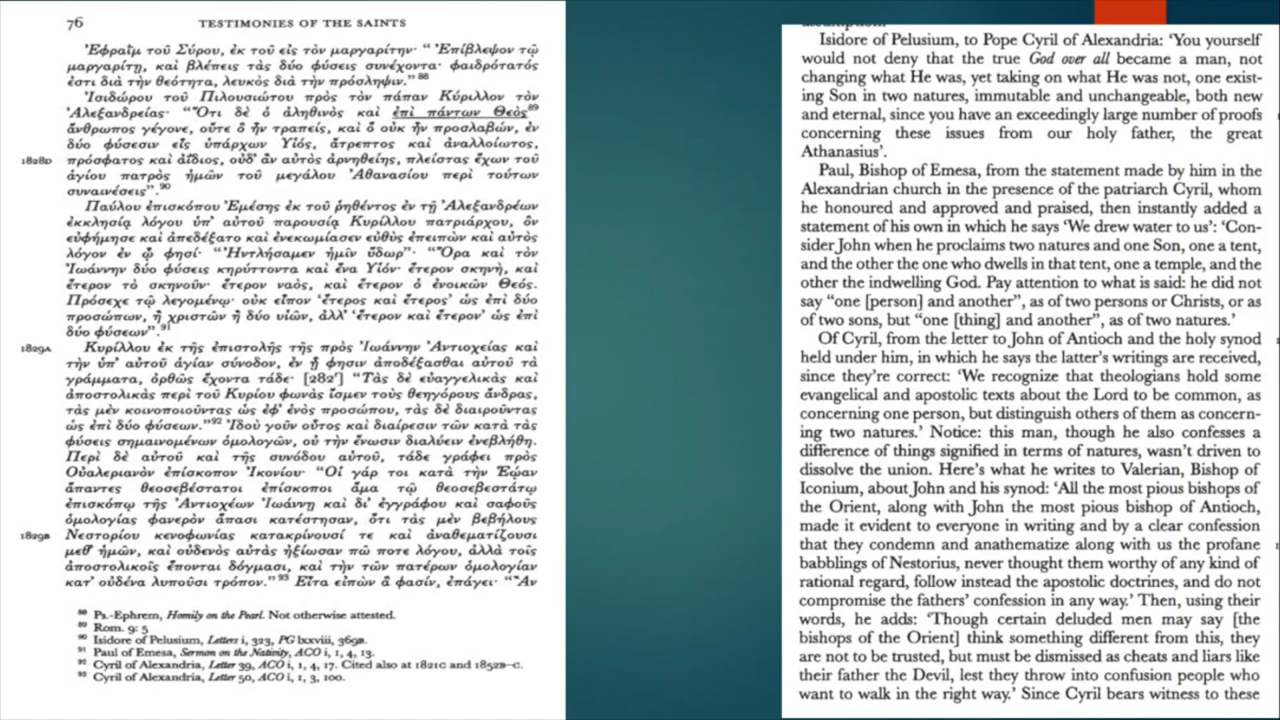 76 TESTIMONIES OF THE SAINTS
Ἐφραῒμ τοῦ Σύρου, ἐκ τοῦ εἰς τὸν μαργαρίτην· “Ἐπίβλεψον τῷ
μαργαρίτῃ, καὶ βλέπεις τὰς δύο φύσεις συνέχοντα· φαιδρότατός
ἐστι διὰ τὴν θεότητα, λευκὸς διὰ τὴν πρόσληψιν.”⁸⁸
Ἰσιδώρου τοῦ Πιλουσιώτου πρὸς τὸν πάπαν Κύριλλον τὸν
Ἀλεξανδρείας· “Ὅτι δὲ ὁ ἀληθινὸς καὶ ἐπὶ πάντων Θεὸς⁸⁹
ἄνθρωπος γέγονε, οὔτε ὃ ἦν τραπείς, καὶ ὃ οὐκ ἦν προσλαβών, ἐν
δύο φύσεσιν εἷς ὑπάρχων Υἱός, ἄτρεπτος καὶ ἀναλλοίωτος,
1828D πρόσφατος καὶ ἀΐδιος, οὐδ’ ἂν αὐτὸς ἀρνηθείης, πλείστας ἔχων τοῦ
ἁγίου πατρὸς ἡμῶν τοῦ μεγάλου Ἀθανασίου περὶ τούτων
συναινέσεις”.⁹⁰
Παύλου ἐπισκόπου Ἐμέσης ἐκ τοῦ ῥηθέντος ἐν τῇ Ἀλεξανδρέων
ἐκκλησίᾳ λόγου ὑπ’ αὐτοῦ παρουσίᾳ Κυρίλλου πατριάρχου, ὃν
εὐφήμησε καὶ ἀπεδέξατο καὶ ἐνεκωμίασεν εὐθὺς ἐπειπὼν καὶ αὐτὸς
λόγον ἐν ᾧ φησί· “Ἠντλήσαμεν ἡμῖν ὕδωρ”· “Ὅρα καὶ τὸν
Ἰωάννην δύο φύσεις κηρύττοντα καὶ ἕνα Υἱόν· ἕτερον σκηνή, καὶ
ἕτερον τὸ σκηνοῦν· ἕτερον ναός, καὶ ἕτερον ὁ ἐνοικῶν Θεός.
Πρόσεχε τῷ λεγομένῳ· οὐκ εἶπον ‘ἕτερος καὶ ἕτερος’ ὡς ἐπὶ δύο
προσώπων, ἢ χριστῶν ἢ δύο υἱῶν, ἀλλ’ ‘ἕτερον καὶ ἕτερον’ ὡς ἐπὶ
δύο φύσεων”.⁹¹
1829A Κυρίλλου ἐκ τῆς ἐπιστολῆς τῆς πρὸς Ἰωάννην Ἀντιοχείας καὶ
τὴν ὑπ’ αὐτοῦ ἁγίαν σύνοδον, ἐν ᾗ φησιν ἀποδέξασθαι αὐτοῦ τὰ
γράμματα, ὀρθῶς ἔχοντα τάδε· [282ʳ] “Τὰς δὲ εὐαγγελικὰς καὶ
ἀποστολικὰς περὶ τοῦ Κυρίου φωνὰς ἴσμεν τοὺς θεηγόρους ἄνδρας,
τὰς μὲν κοινοποιοῦντας ὡς ἐφ’ ἑνὸς προσώπου, τὰς δὲ διαιροῦντας
ὡς ἐπὶ δύο φύσεων.”⁹² Ἰδοὺ γοῦν οὗτος καὶ διαίρεσιν τῶν κατὰ τὰς
φύσεις σημαινομένων ὁμολογῶν, οὐ τὴν ἕνωσιν διαλύειν ἐνεβλήθη.
Περὶ δὲ αὐτοῦ καὶ τῆς συνόδου αὐτοῦ, τάδε γράφει πρὸς
Οὐαλεριανὸν ἐπίσκοπον Ἰκονίου· “Οἱ γάρ τοι κατὰ τὴν Ἑῴαν
ἅπαντες θεοσεβέστατοι ἐπίσκοποι ἅμα τῷ θεοσεβεστάτῳ
ἐπισκόπῳ τῆς Ἀντιοχέων Ἰωάννῃ καὶ δι’ ἐγγράφου καὶ σαφοῦς
ὁμολογίας φανερὸν ἅπασι κατέστησαν, ὅτι τὰς μὲν βεβήλους
1829B Νεστορίου κενοφωνίας κατακρίνουσί τε καὶ ἀναθεματίζουσι
μεθ’ ἡμῶν, καὶ οὐδενὸς αὐτὰς ἠξίωσαν πώ ποτε λόγου, ἀλλὰ τοῖς
ἀποστολικοῖς ἕπονται δόγμασι, καὶ τὴν τῶν πατέρων ὁμολογίαν
κατ’ οὐδένα λυποῦσι τρόπον.”⁹³ Εἶτα εἰπὼν ἃ φασίν, ἐπάγει· “Ἂν
⁸⁸ Ps.-Ephrem, Homily on the Pearl. Not otherwise attested.
⁸⁹ Rom. 9: 5
⁹⁰ Isidore of Pelusium, Letters i, 323, PG lxxviii, 369B.
⁹¹ Paul of Emesa, Sermon on the Nativity, ACO i, 1, 4, 13.
⁹² Cyril of Alexandria, Letter 39, ACO i, 1, 4, 17. Cited also at 1821C and 1852B–C.
⁹³ Cyril of Alexandria, Letter 50, ACO i, 1, 3, 100.
assumption.
Isidore of Pelusium, to Pope Cyril of Alexandria: ‘You yourself
would not deny that the true God over all became a man, not
changing what He was, yet taking on what He was not, one exist-
ing Son in two natures, immutable and unchangeable, both new
and eternal, since you have an exceedingly large number of proofs
concerning these issues from our holy father, the great
Athanasius’.
Paul, Bishop of Emesa, from the statement made by him in the
Alexandrian church in the presence of the patriarch Cyril, whom
he honoured and approved and praised, then instantly added a
statement of his own in which he says ‘We drew water to us’: ‘Con-
sider John when he proclaims two natures and one Son, one a tent,
and the other the one who dwells in that tent, one a temple, and the
other the indwelling God. Pay attention to what is said: he did not
say “one [person] and another”, as of two persons or Christs, or as
of two sons, but “one [thing] and another”, as of two natures.’
Of Cyril, from the letter to John of Antioch and the holy synod
held under him, in which he says the latter’s writings are received,
since they’re correct: ‘We recognize that theologians hold some
evangelical and apostolic texts about the Lord to be common, as
concerning one person, but distinguish others of them as concern-
ing two natures.’ Notice: this man, though he also confesses a
difference of things signified in terms of natures, wasn’t driven to
dissolve the union. Here’s what he writes to Valerian, Bishop of
Iconium, about John and his synod: ‘All the most pious bishops of
the Orient, along with John the most pious bishop of Antioch,
made it evident to everyone in writing and by a clear confession
that they condemn and anathematize along with us the profane
babblings of Nestorius, never thought them worthy of any kind of
rational regard, follow instead the apostolic doctrines, and do not
compromise the fathers’ confession in any way.’ Then, using their
words, he adds: ‘Though certain deluded men may say [the
bishops of the Orient] think something different from this, they
are not to be trusted, but must be dismissed as cheats and liars like
their father the Devil, lest they throw into confusion people who
want to walk in the right way.’ Since Cyril bears witness to these